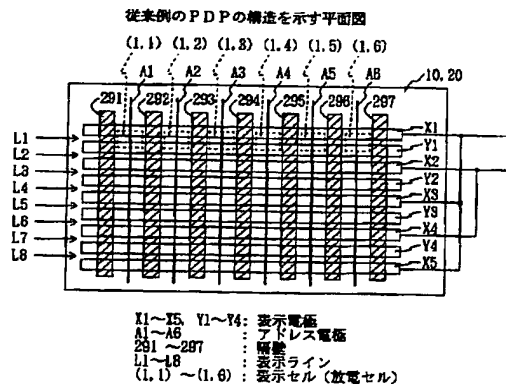 従来例のPDPの構造を示す平面図
(1,1) (1,2) (1,3) (1,4) (1,5) (1,6)
A1 A2 A3 A4 A5 A6 10,20
291 292 293 294 295 296 297
L1 X1
L2 Y1
L3 X2
L4 Y2
L5 X3
L6 Y3
L7 X4
L8 Y4
X5
X1～X5, Y1～Y4: 表示電極
A1～A6 : アドレス電極
291～297 : 隔壁
L1～L8 : 表示ライン
(1,1)～(1,6): 表示セル(放電セル)